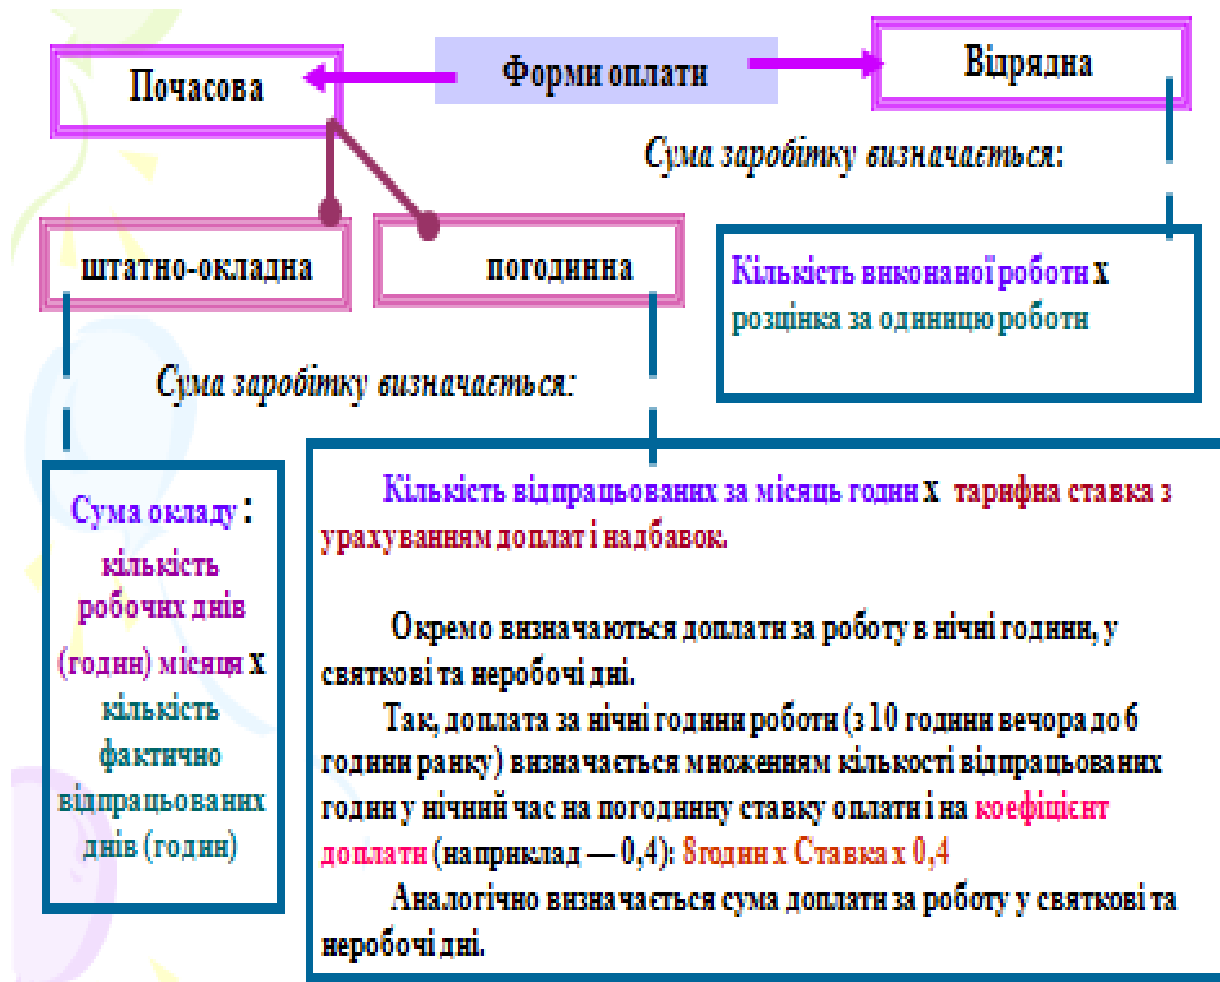 Форми оплати
Почасова
Відрядна
Сума заробітку визначається:
штатно-окладна
погодинна
Кількість виконаної роботи х
розцінка за одиницю роботи
Сума заробітку визначається:
Сума окладу :
кількість
робочих днів
(годин) місяця х
кількість
фактично
відпрацьованих
днів (годин)
Кількість відпрацьованих за місяць годин х тарифна ставка з
урахуванням доплат і надбавок.
Окремо визначаються доплати за роботу в нічні години, у
святкові та неробочі дні.
Так, доплата за нічні години роботи (з 10 години вечора до 6
години ранку) визначається множенням кількості відпрацьованих
годин у нічний час на погодинну ставку оплати і на коефіцієнт
доплати (наприклад — 0,4): 8годин х Ставка х 0,4
Аналогічно визначається сума доплати за роботу у святкові та
неробочі дні.